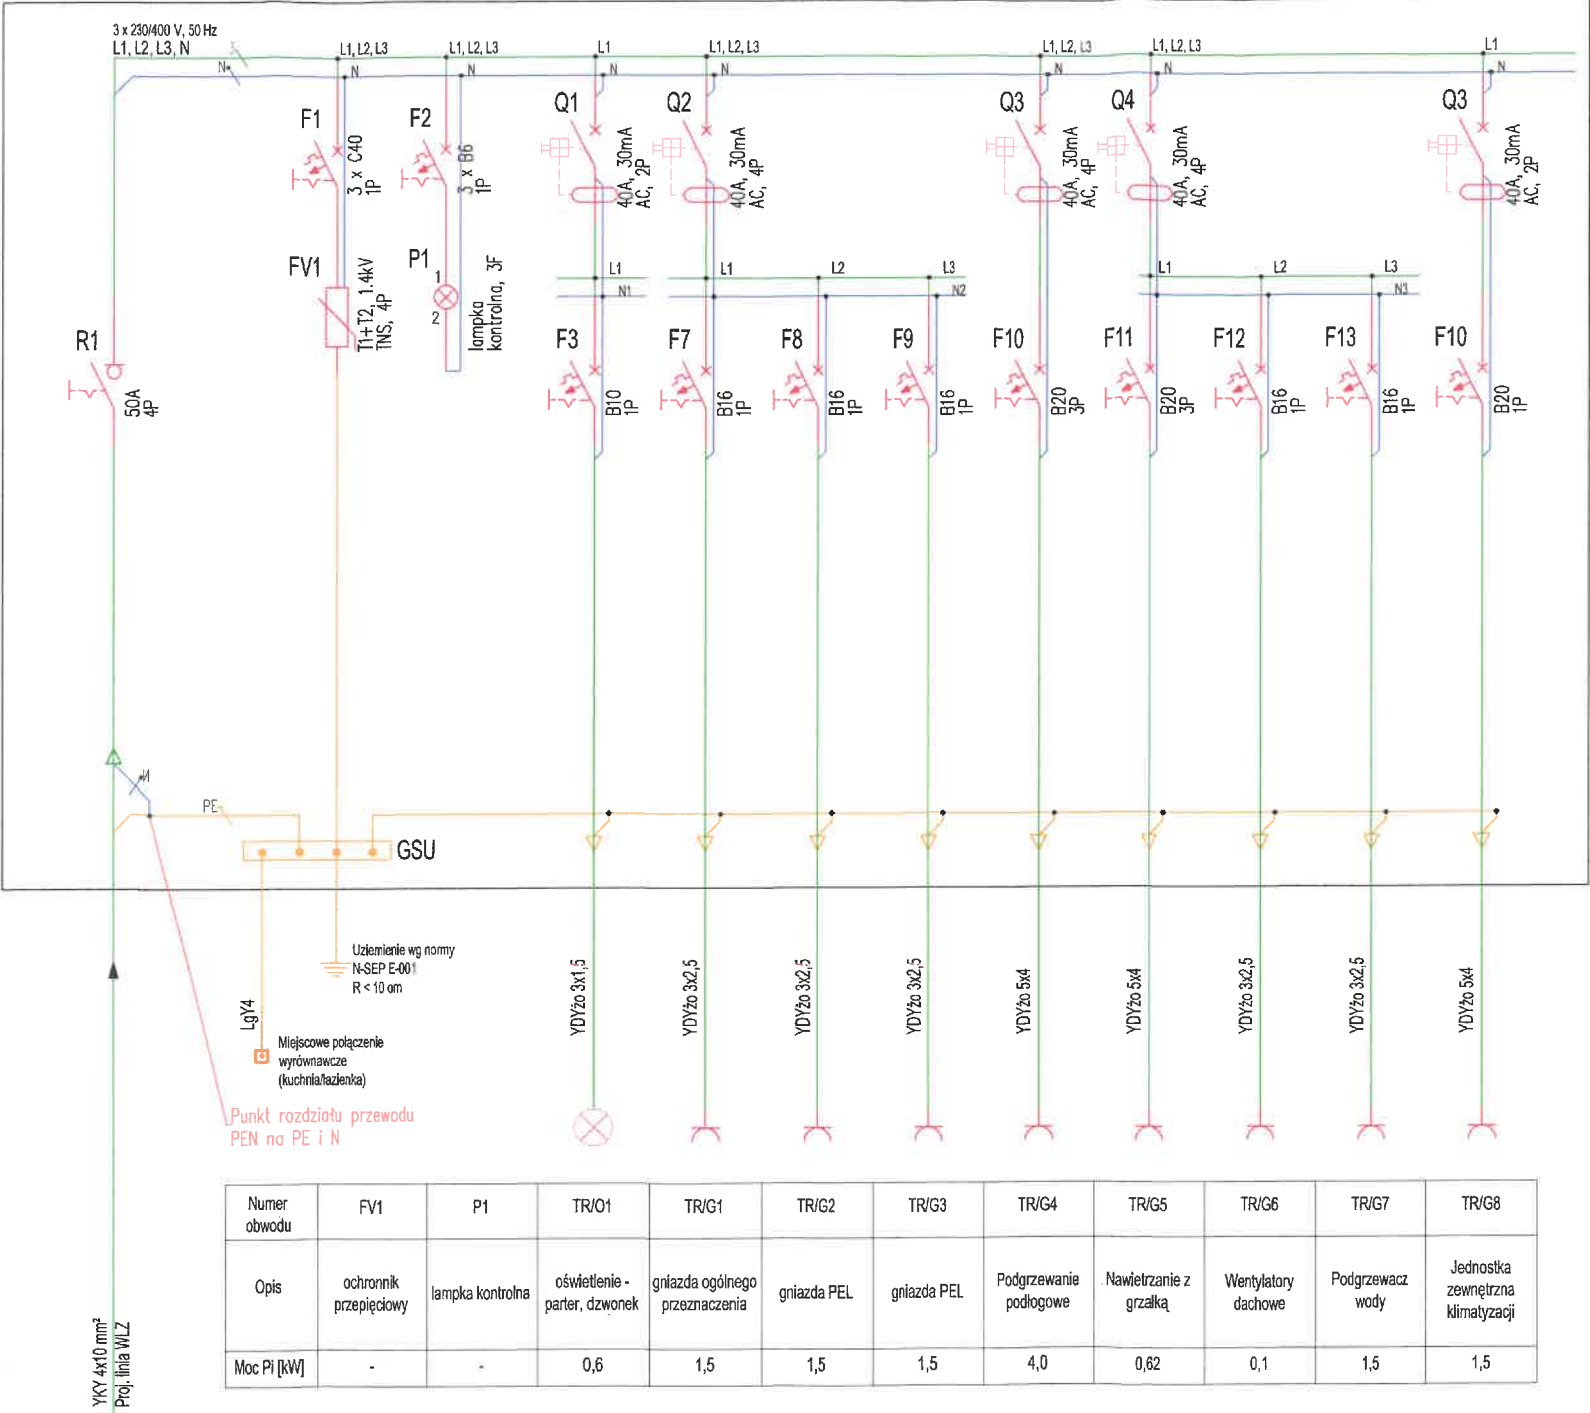 3 x 230/400 V, 50 Hz
L1, L2, L3, N
3
N
L1, L2, L3
N
L1, L2, L3
N
L1
N
L1, L2, L3
N
L1, L2, L3
N
L1, L2, L3
N
L1
N
F1
3 x C40
1P
F2
3 x B6
1P
Q1
40A, 30mA
AC, 2P
Q2
40A, 30mA
AC, 4P
Q3
40A, 30mA
AC, 4P
Q4
40A, 30mA
AC, 4P
Q3
40A, 30mA
AC, 2P
FV1
T1+T2, 1.4kV
TNS, 4P
P1
1
2
lampka
kontrolna, 3F
L1
N1
L1
L2
L3
N2
L1
L2
L3
N3
R1
50A
4P
F3
B10
1P
F7
B16
1P
F8
B16
1P
F9
B16
1P
F10
B20
3P
F11
B20
3P
F12
B16
1P
F13
B16
1P
F10
B20
1P
N
PE
GSU
Uziemienie wg normy
N-SEP E-001
R < 10 om
LgY4
Miejscowe połączenie
wyrównawcze
(kuchnia/łazienka)
Punkt rozdziału przewodu
PEN na PE i N
YDYżo 3x1,5
YDYżo 3x2,5
YDYżo 3x2,5
YDYżo 3x2,5
YDYżo 5x4
YDYżo 5x4
YDYżo 3x2,5
YDYżo 3x2,5
YDYżo 5x4
YKY 4x10 mm²
Proj. linia WLZ
Numer obwodu FV1 P1 TR/O1 TR/G1 TR/G2 TR/G3 TR/G4 TR/G5 TR/G6 TR/G7 TR/G8
Opis ochronnik przepięciowy lampka kontrolna oświetlenie - parter, dzwonek gniazda ogólnego przeznaczenia gniazda PEL gniazda PEL Podgrzewanie podłogowe Nawietrzanie z grzałką Wentylatory dachowe Podgrzewacz wody Jednostka zewnętrzna klimatyzacji
Moc Pi [kW] - - 0,6 1,5 1,5 1,5 4,0 0,62 0,1 1,5 1,5